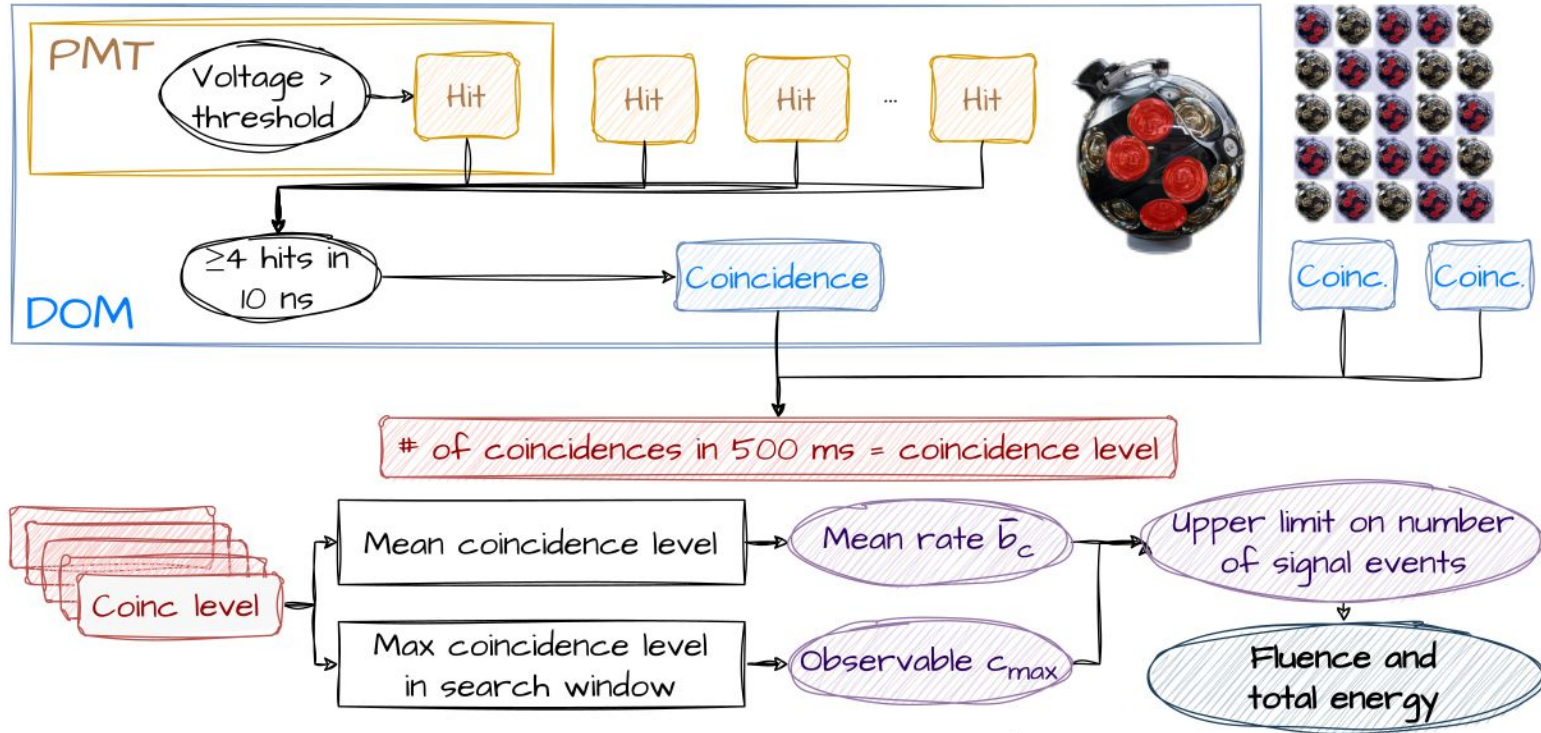 PMT
Voltage >
threshold
Hit
Hit
Hit
...
Hit
≥4 hits in
10 ns
Coincidence
DOM
Coinc.
Coinc.
# of coincidences in 500 ms = coincidence level
Coinc level
Mean coincidence level
Mean rate b̄c
Max coincidence level
in search window
Observable cmax
Upper limit on number
of signal events
Fluence and
total energy